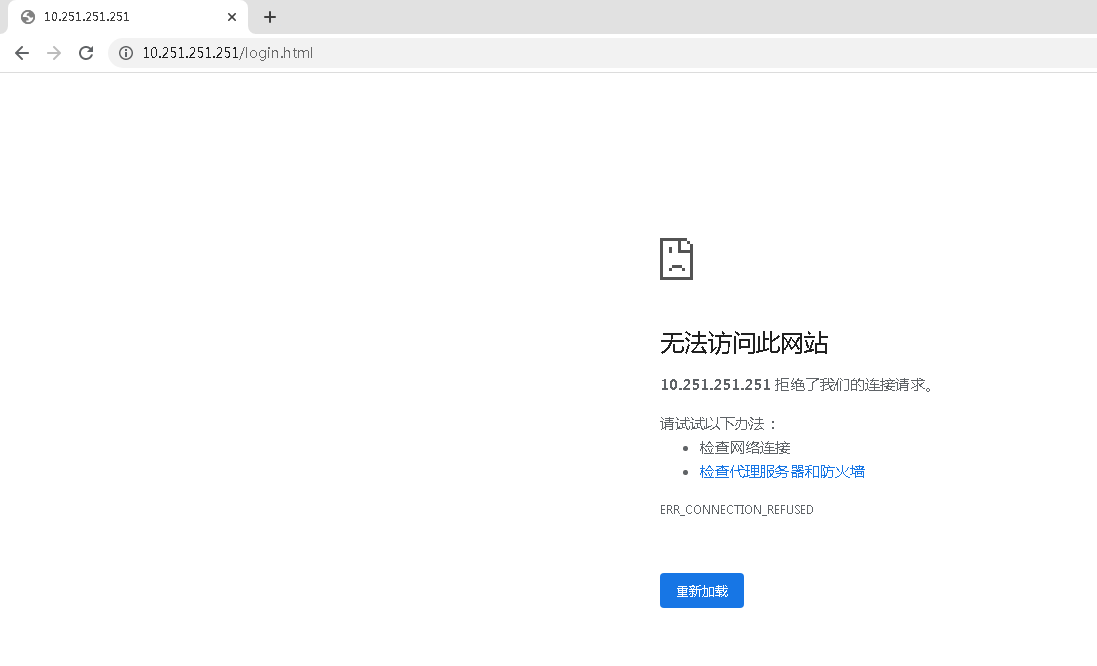 10.251.251.251
10.251.251.251/login.html
无法访问此网站
10.251.251.251 拒绝了我们的连接请求。
请试试以下办法：
检查网络连接
检查代理服务器和防火墙
ERR_CONNECTION_REFUSED
重新加载